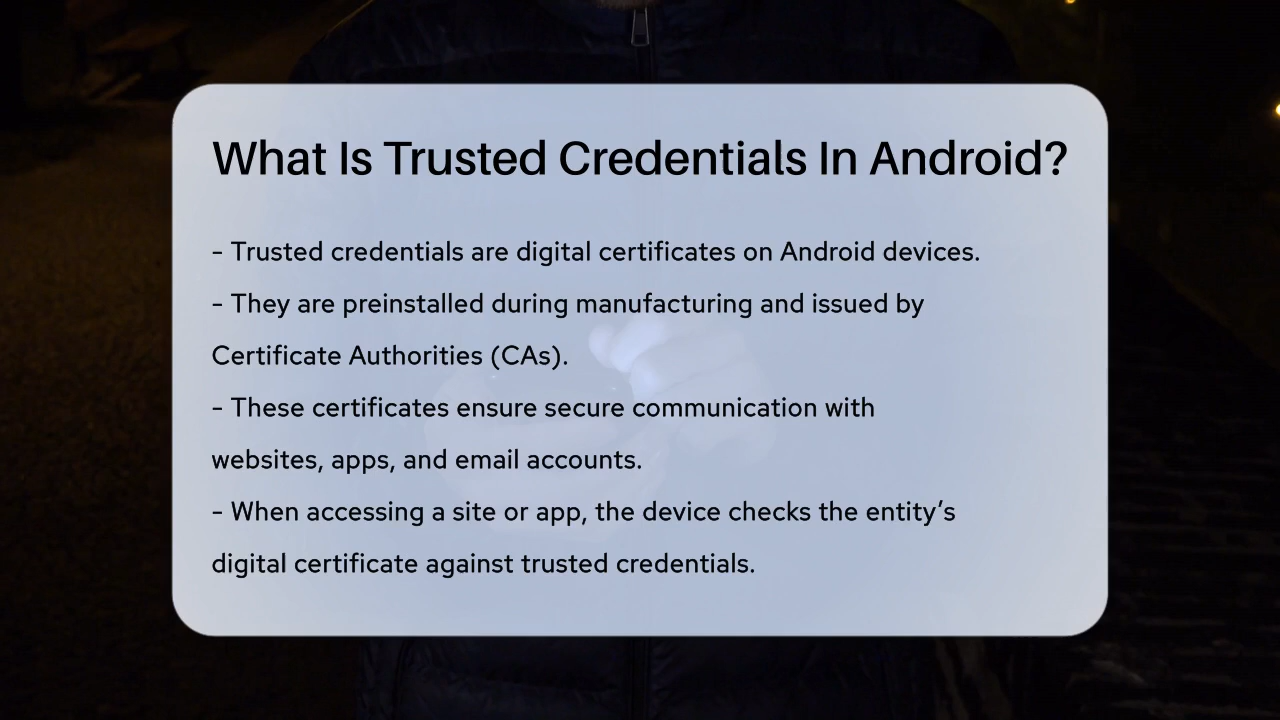 What Is Trusted Credentials In Android?
– Trusted credentials are digital certificates on Android devices.
– They are preinstalled during manufacturing and issued by
Certificate Authorities (CAs).
– These certificates ensure secure communication with
websites, apps, and email accounts.
– When accessing a site or app, the device checks the entity’s
digital certificate against trusted credentials.